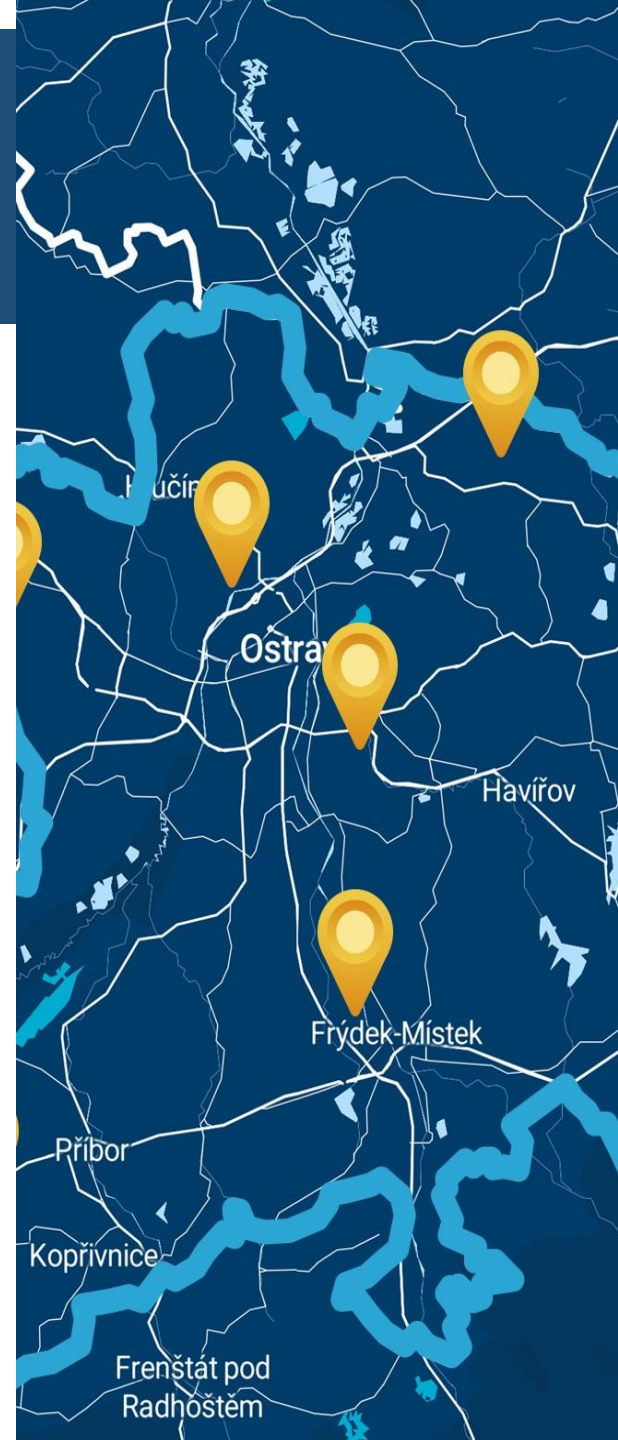 Ostra
Havířov
Frýdek-Místek
Příbor
Kopřivnice
Frenštát pod
Radhoštěm